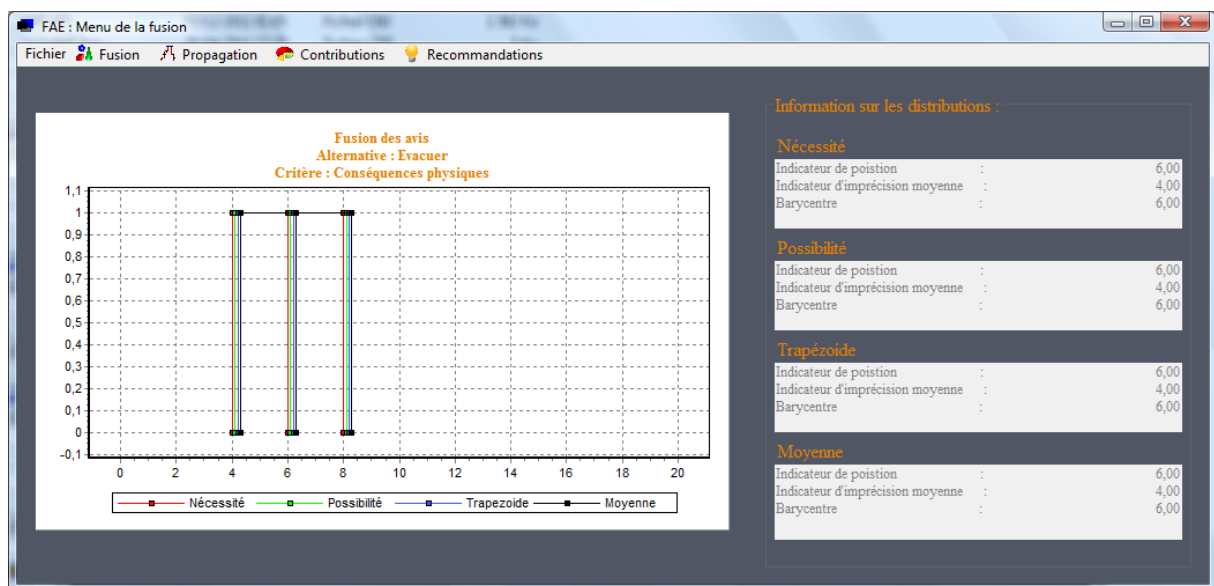 FAE : Menu de la fusion
Fichier Fusion Propagation Contributions Recommandations
Fusion des avis
Alternative : Evacuer
Critère : Conséquences physiques
1,1
1
0,9
0,8
0,7
0,6
0,5
0,4
0,3
0,2
0,1
0
-0,1
0 2 4 6 8 10 12 14 16 18 20
Nécessité Possibilité Trapezoide Moyenne
Information sur les distributions :
Nécessité
Indicateur de poistion : 6,00
Indicateur d'imprécision moyenne : 4,00
Barycentre : 6,00
Possibilité
Indicateur de poistion : 6,00
Indicateur d'imprécision moyenne : 4,00
Barycentre : 6,00
Trapézoide
Indicateur de poistion : 6,00
Indicateur d'imprécision moyenne : 4,00
Barycentre : 6,00
Moyenne
Indicateur de poistion : 6,00
Indicateur d'imprécision moyenne : 4,00
Barycentre : 6,00